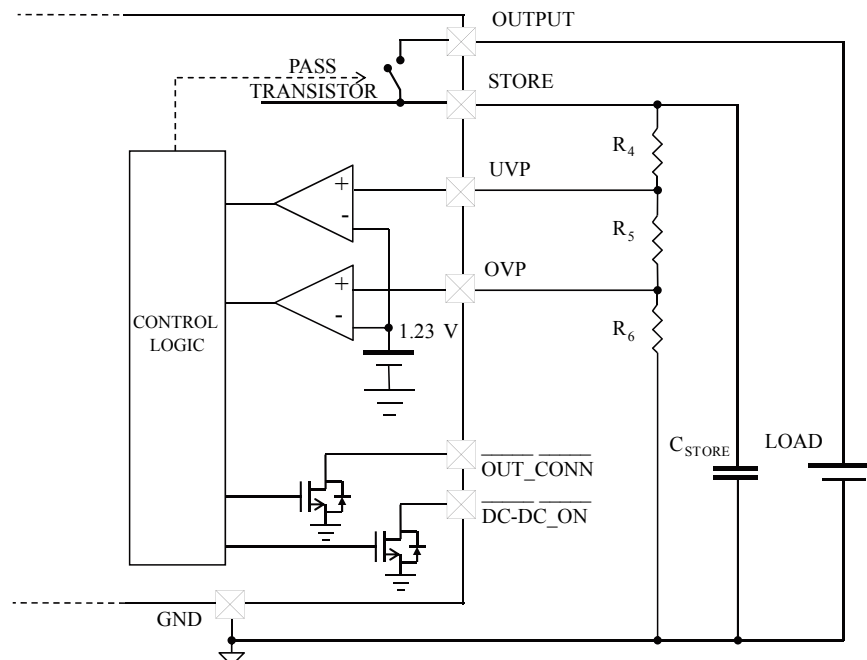 OUTPUT
PASS
TRANSISTOR
STORE
R4
UVP
R5
OVP
+
-
+
-
1.23 V
CONTROL
LOGIC
R6
CSTORE
LOAD
OUT_CONN
DC-DC_ON
GND